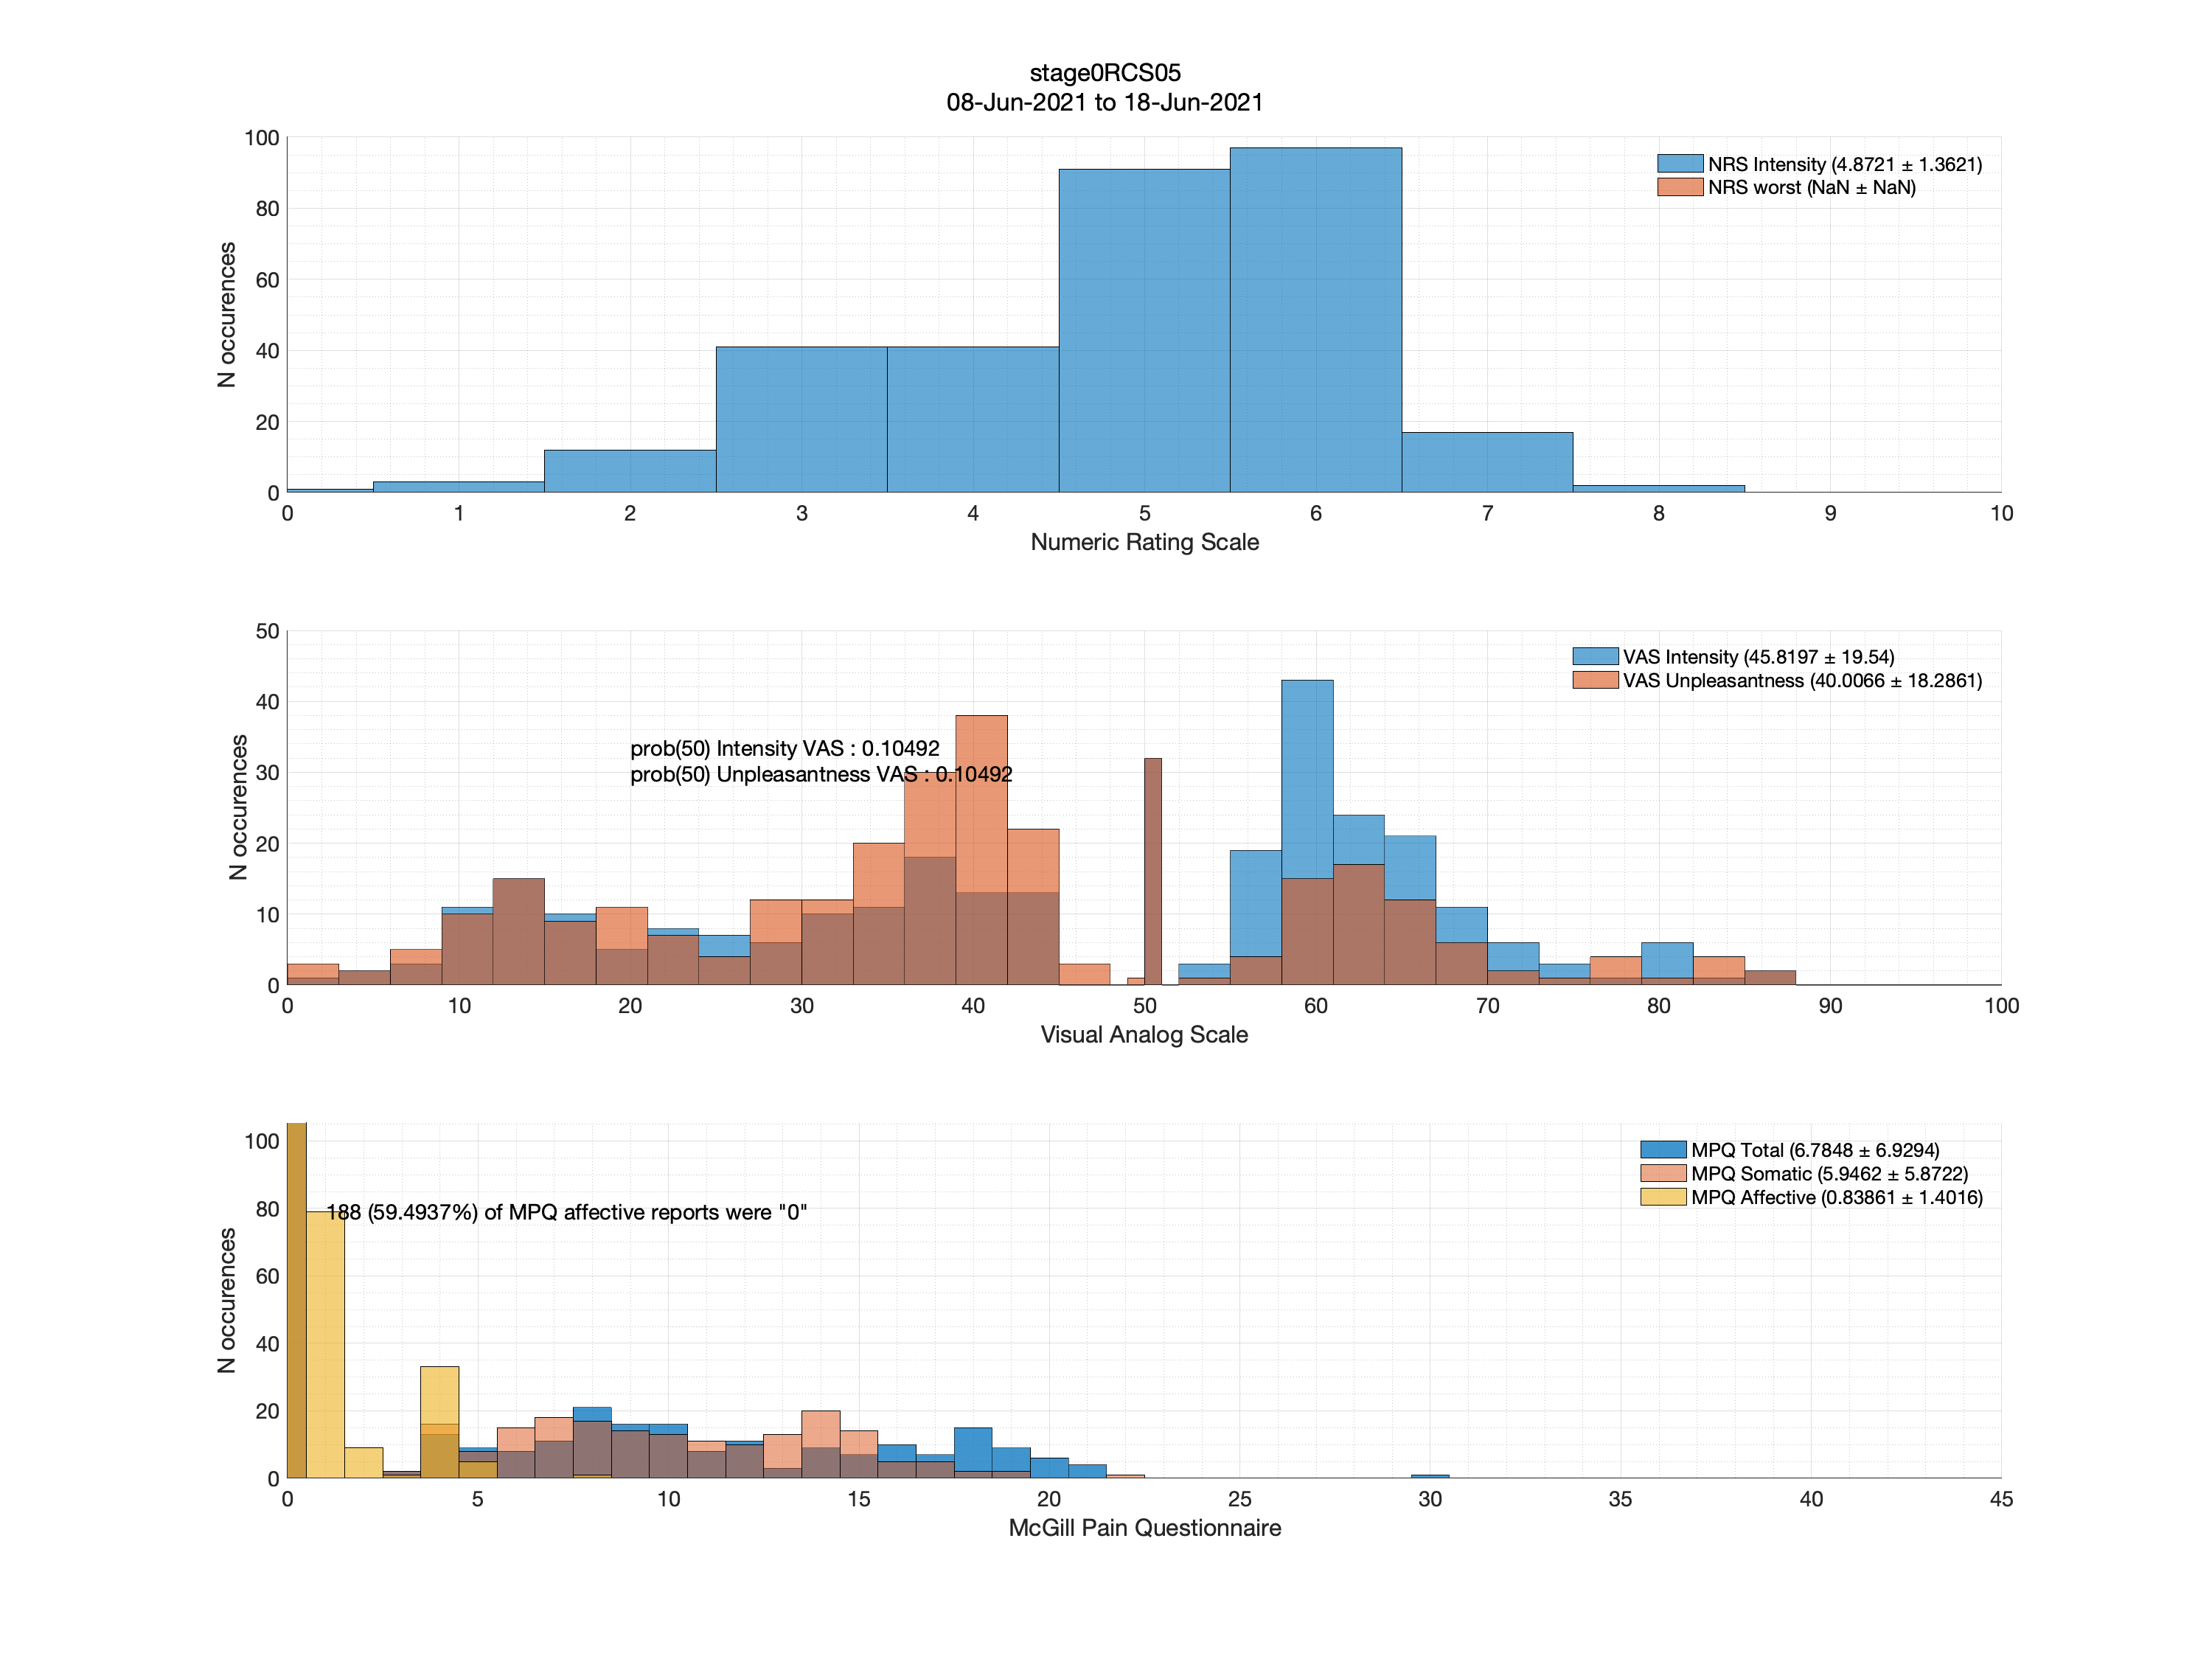 stage0RCS05
08-Jun-2021 to 18-Jun-2021
100
80
60
40
20
0
N occurences
NRS Intensity (4.8721 ± 1.3621)
NRS worst (NaN ± NaN)
0 1 2 3 4 5 6 7 8 9 10
Numeric Rating Scale
50
40
30
20
10
0
N occurences
VAS Intensity (45.8197 ± 19.54)
VAS Unpleasantness (40.0066 ± 18.2861)
prob(50) Intensity VAS : 0.10492
prob(50) Unpleasantness VAS : 0.10492
0 10 20 30 40 50 60 70 80 90 100
Visual Analog Scale
100
80
60
40
20
0
N occurences
MPQ Total (6.7848 ± 6.9294)
MPQ Somatic (5.9462 ± 5.8722)
MPQ Affective (0.83861 ± 1.4016)
188 (59.4937%) of MPQ affective reports were "0"
0 5 10 15 20 25 30 35 40 45
McGill Pain Questionnaire